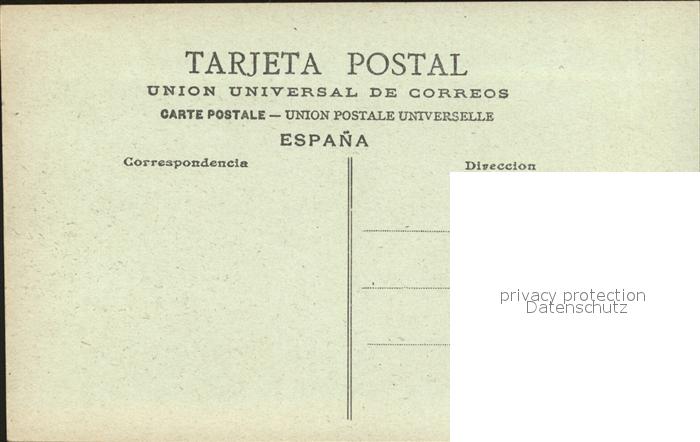 TARJETA POSTAL
UNION UNIVERSAL DE CORREOS
CARTE POSTALE — UNION POSTALE UNIVERSELLE
ESPAÑA
Correspondencia
Direccion
privacy protection
Datenschutz